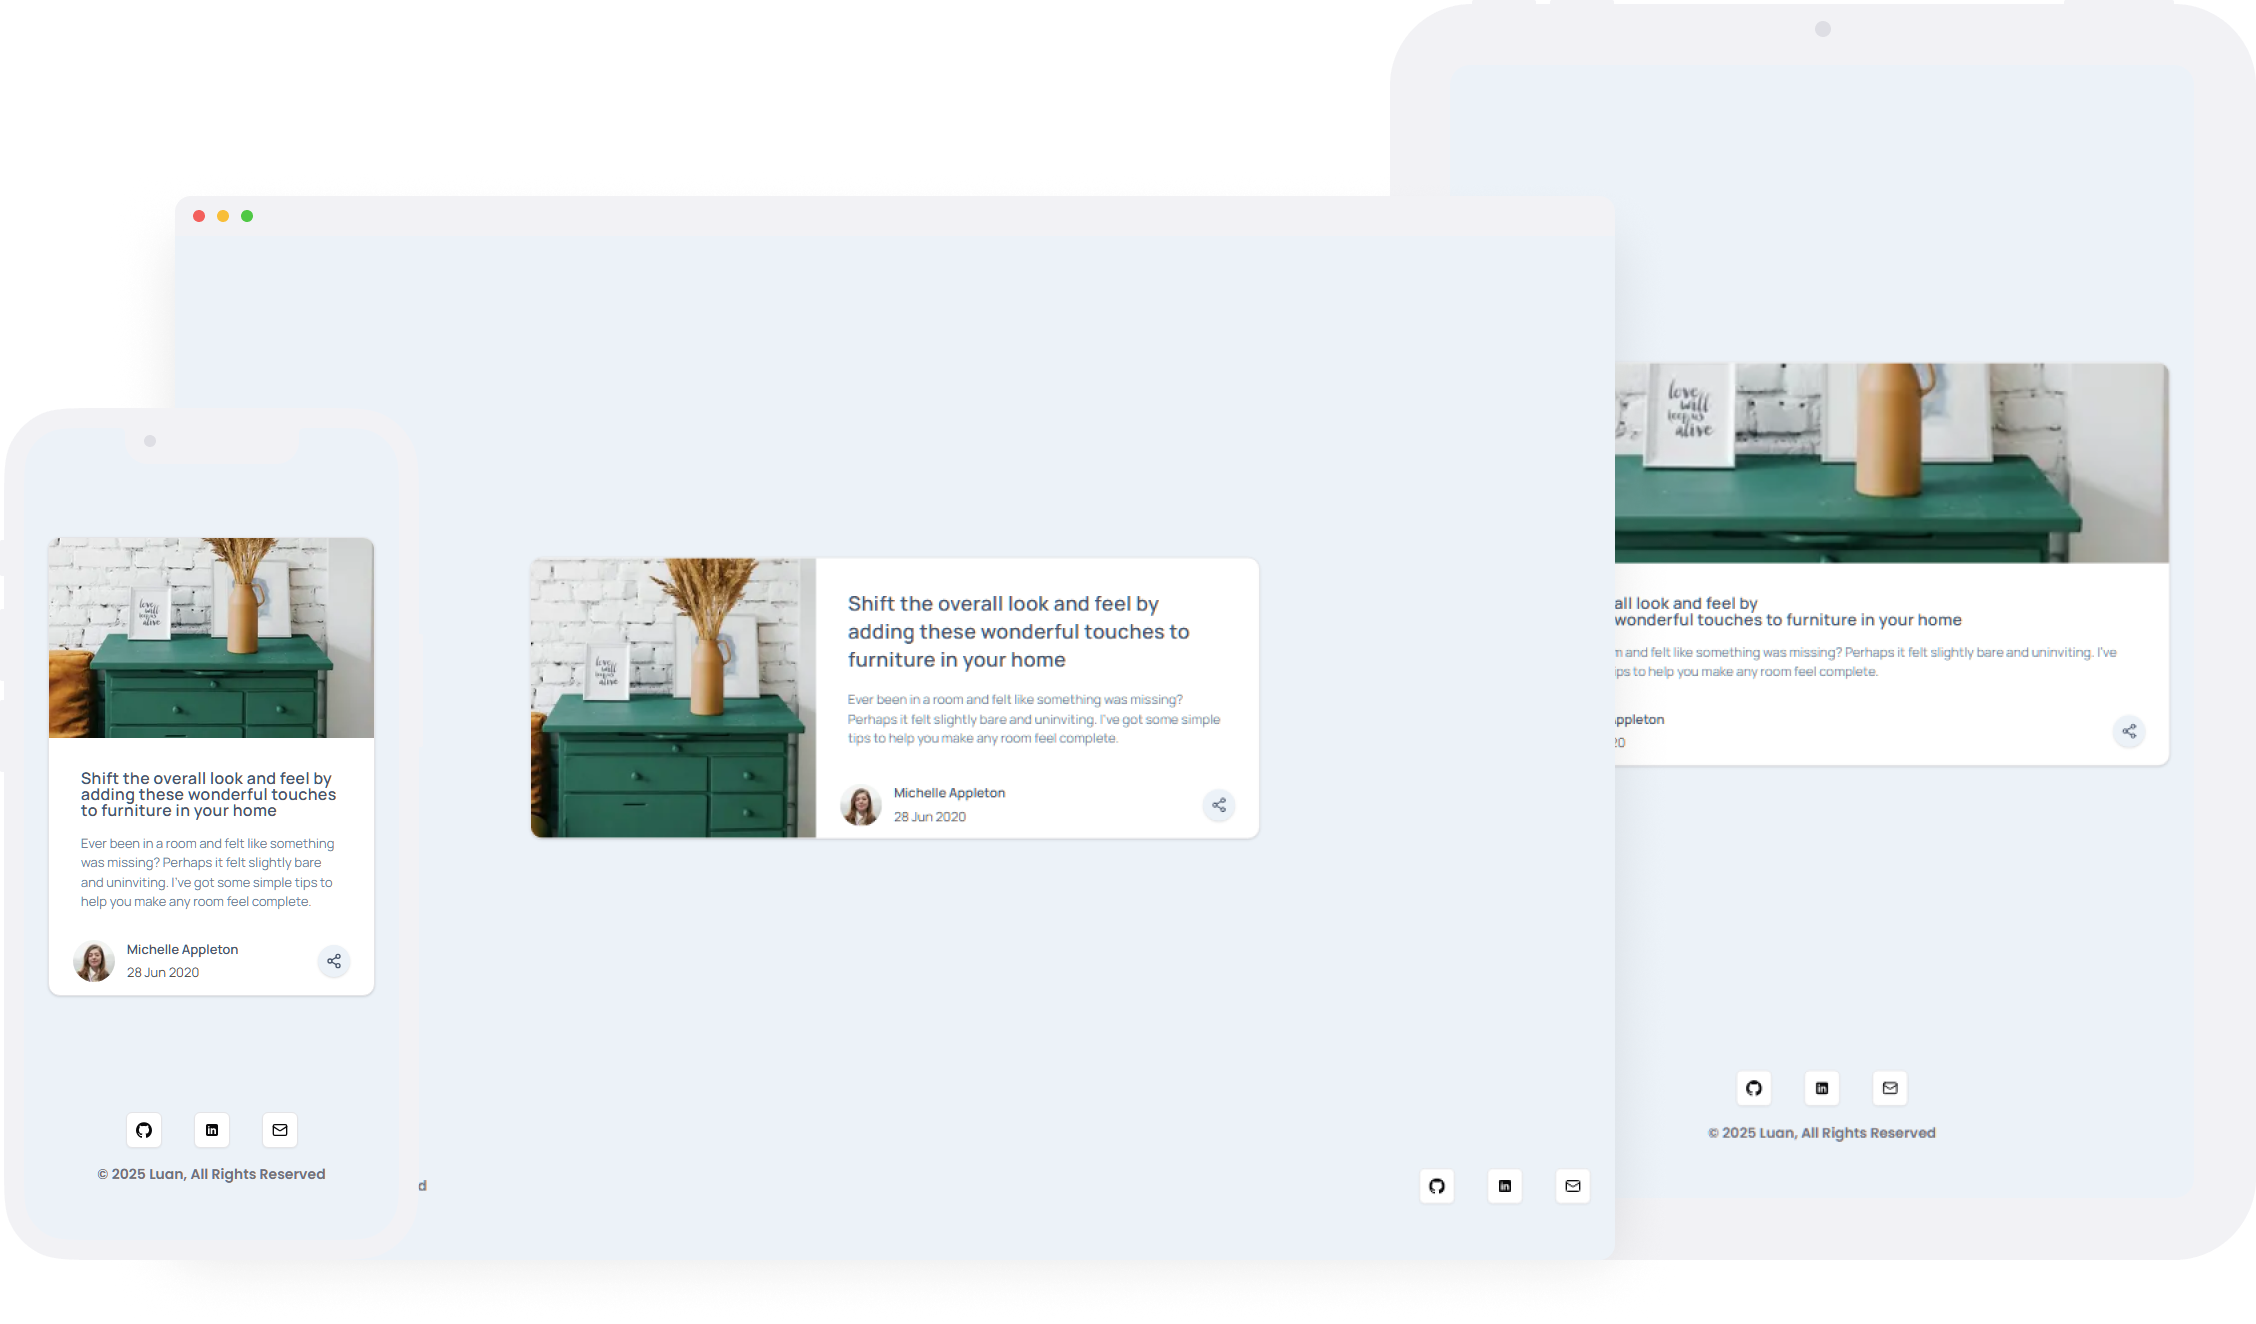 love
will
keep us
alive
Shift the overall look and feel by
adding these wonderful touches
to furniture in your home
Ever been in a room and felt like something
was missing? Perhaps it felt slightly bare
and uninviting. I've got some simple tips to
help you make any room feel complete.
Michelle Appleton
28 Jun 2020
© 2025 Luan, All Rights Reserved
love
will
keep us
alive
Shift the overall look and feel by
adding these wonderful touches to
furniture in your home
Ever been in a room and felt like something was missing?
Perhaps it felt slightly bare and uninviting. I've got some simple
tips to help you make any room feel complete.
Michelle Appleton
28 Jun 2020
d
in
love
will
keep us
alive
all look and feel by
wonderful touches to furniture in your home
m and felt like something was missing? Perhaps it felt slightly bare and uninviting. I've
ips to help you make any room feel complete.
ppleton
20
© 2025 Luan, All Rights Reserved